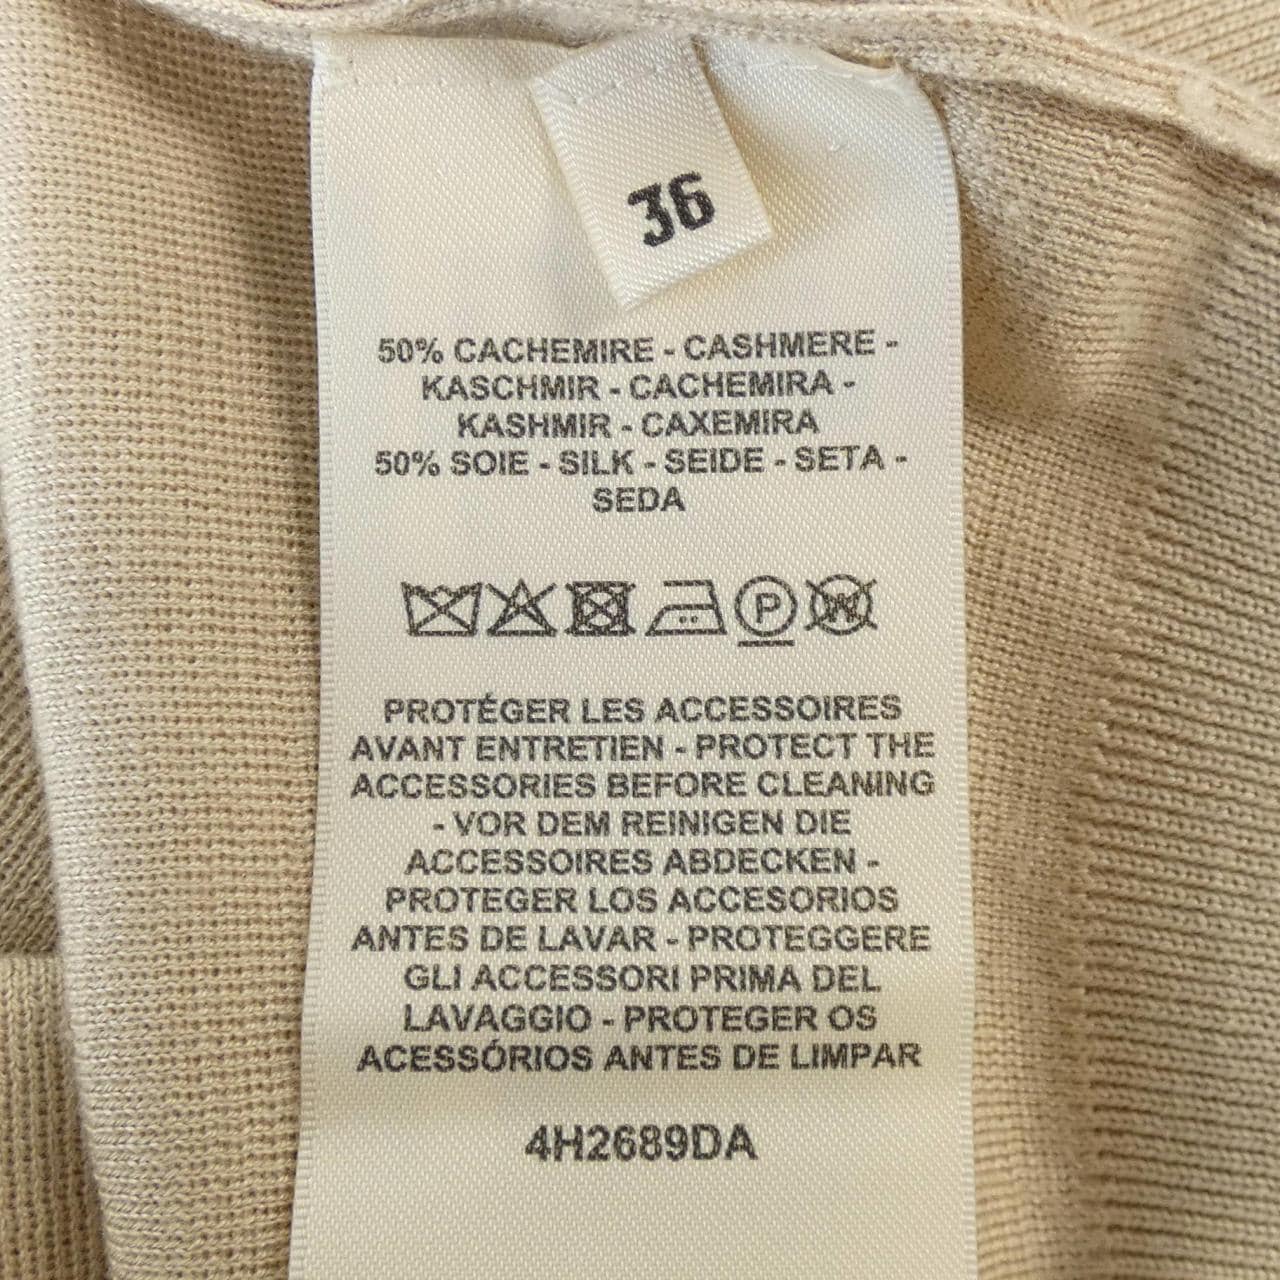 36
50% CACHEMIRE - CASHMERE -
KASCHMIR - CACHEMIRA -
KASHMIR - CAXEMIRA
50% SOIE - SILK - SEIDE - SETA -
SEDA
P W
PROTÉGER LES ACCESSOIRES
AVANT ENTRETIEN - PROTECT THE
ACCESSORIES BEFORE CLEANING
- VOR DEM REINIGEN DIE
ACCESSOIRES ABDECKEN -
PROTEGER LOS ACCESORIOS
ANTES DE LAVAR - PROTEGGERE
GLI ACCESSORI PRIMA DEL
LAVAGGIO - PROTEGER OS
ACESSÓRIOS ANTES DE LIMPAR
4H2689DA